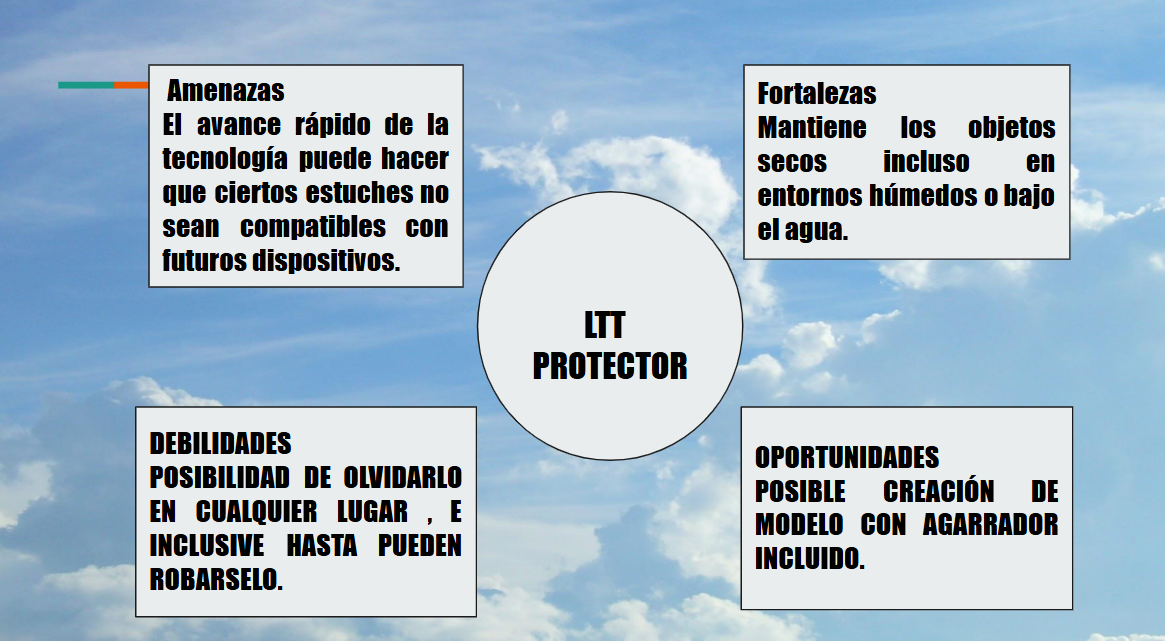 Amenazas
El avance rápido de la
tecnología puede hacer
que ciertos estuches no
sean compatibles con
futuros dispositivos.
Fortalezas
Mantiene los objetos
secos incluso en
entornos húmedos o bajo
el agua.
LTT
PROTECTOR
DEBILIDADES
POSIBILIDAD DE OLVIDARLO
EN CUALQUIER LUGAR , E
INCLUSIVE HASTA PUEDEN
ROBARSELO.
OPORTUNIDADES
POSIBLE CREACIÓN DE
MODELO CON AGARRADOR
INCLUIDO.